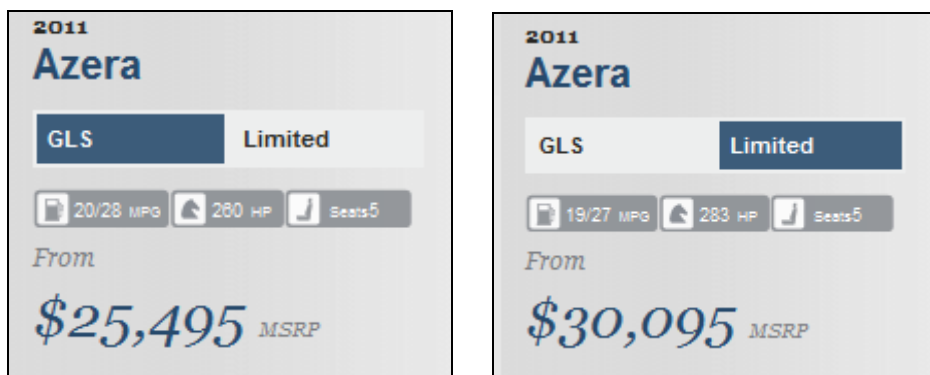 2011
Azera
GLS Limited
20/28 MPG 260 HP Seats5
From
$25,495 MSRP
2011
Azera
GLS Limited
19/27 MPG 283 HP Seats5
From
$30,095 MSRP